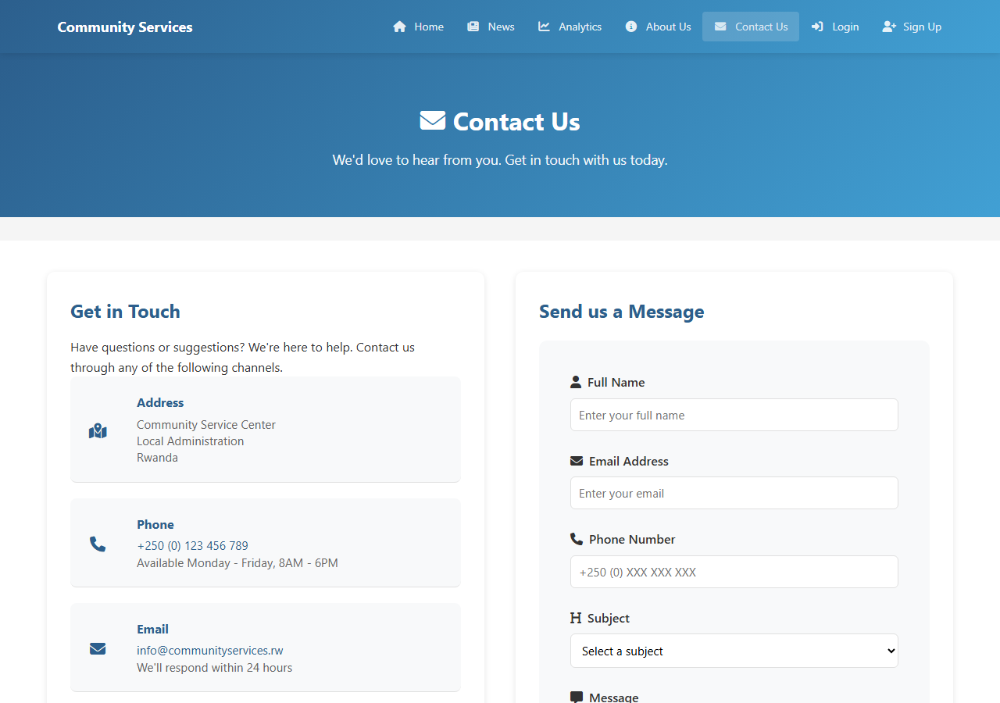 Community Services
Home
News
Analytics
About Us
Contact Us
Login
Sign Up
Contact Us
We'd love to hear from you. Get in touch with us today.
Get in Touch
Have questions or suggestions? We're here to help. Contact us
through any of the following channels.
Address
Community Service Center
Local Administration
Rwanda
Phone
+250 (0) 123 456 789
Available Monday - Friday, 8AM - 6PM
Email
info@communityservices.rw
We'll respond within 24 hours
Send us a Message
Full Name
Enter your full name
Email Address
Enter your email
Phone Number
+250 (0) XXX XXX XXX
Subject
Select a subject
Message